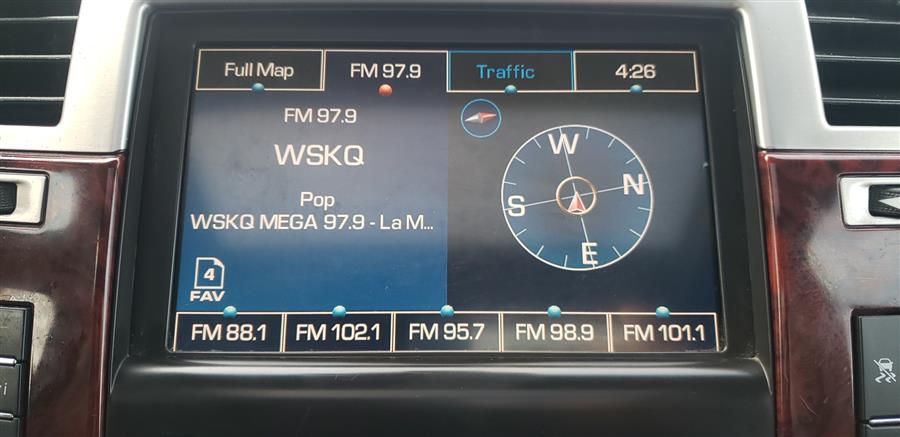 Full Map
FM 97.9
Traffic
4:26
FM 97.9
WSKQ
Pop
WSKQ MEGA 97.9 - La M...
4
FAV
W
N
S
E
FM 88.1
FM 102.1
FM 95.7
FM 98.9
FM 101.1